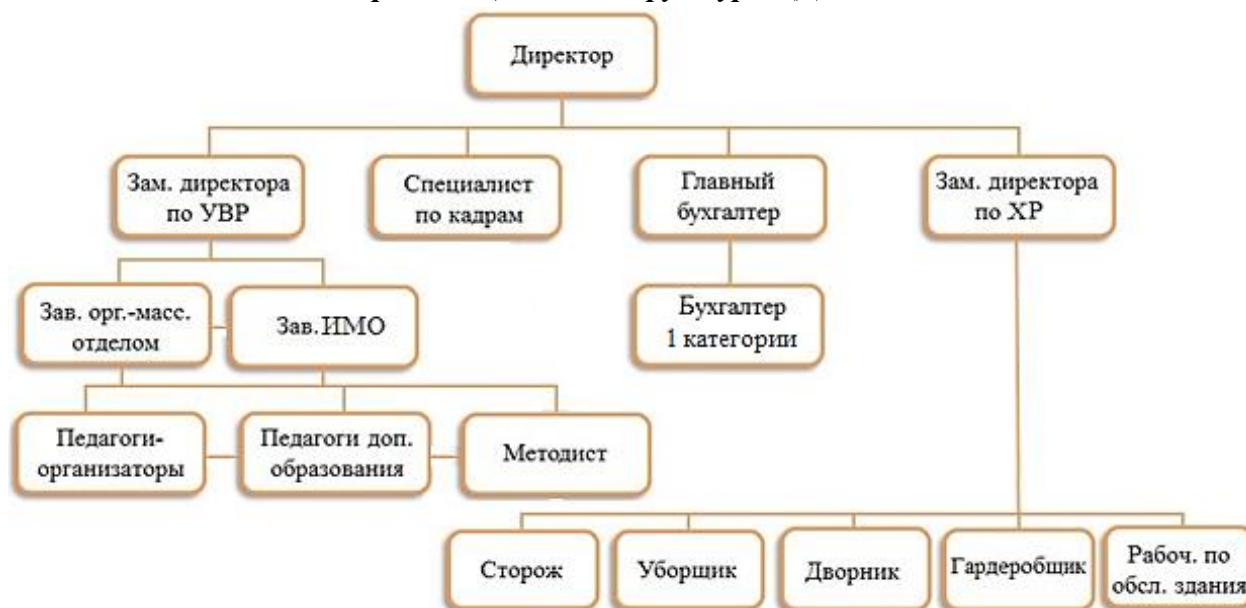 Директор
Зам. директора
по УВР
Специалист
по кадрам
Главный
бухгалтер
Зам. директора
по ХР
Зав. орг.-масс.
отделом
Зав. ИМО
Бухгалтер
1 категории
Педагоги-
организаторы
Педагоги доп.
образования
Методист
Сторож
Уборщик
Дворник
Гардеробщик
Рабоч. по
обсл. здания